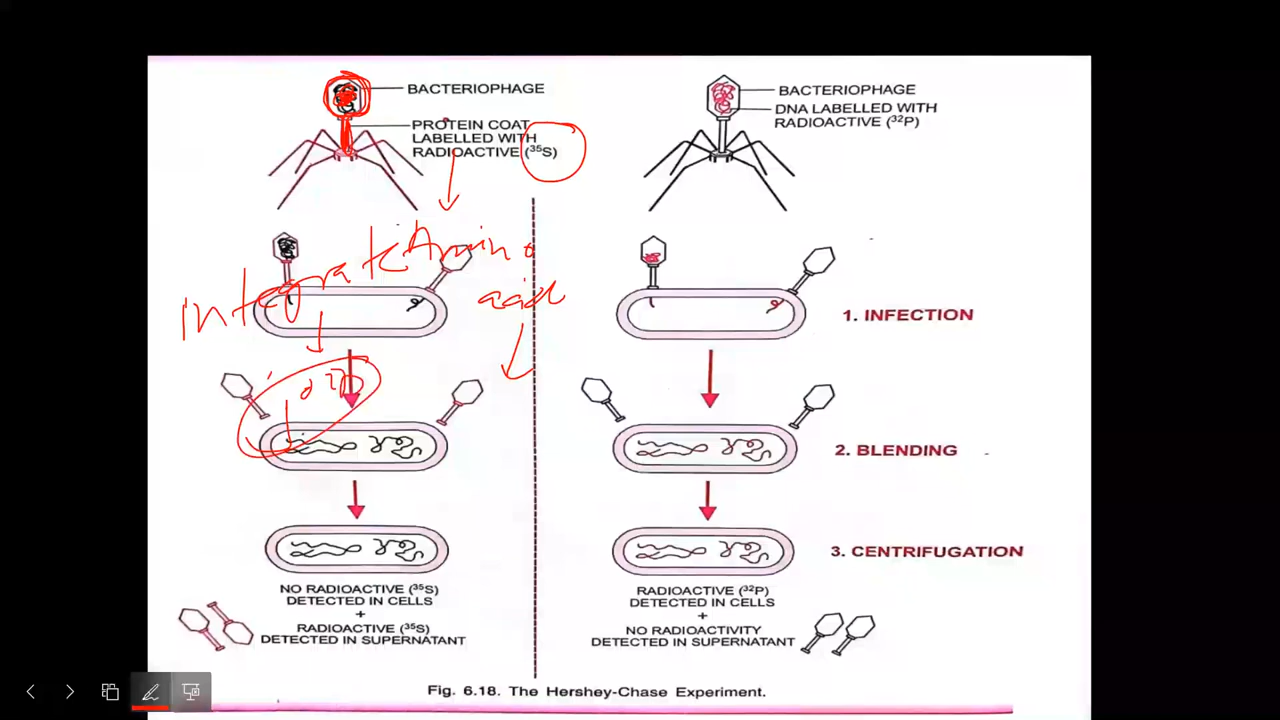 BACTERIOPHAGE
PROTEIN COAT
LABELLED WITH
RADIOACTIVE (³⁵S)
BACTERIOPHAGE
DNA LABELLED WITH
RADIOACTIVE (³²P)
integrate
Amino
acid
1. INFECTION
2. BLENDING
3. CENTRIFUGATION
NO RADIOACTIVE (³⁵S)
DETECTED IN CELLS
+
RADIOACTIVE (³⁵S)
DETECTED IN SUPERNATANT
RADIOACTIVE (³²P)
DETECTED IN CELLS
+
NO RADIOACTIVITY
DETECTED IN SUPERNATANT
Fig. 6.18. The Hershey-Chase Experiment.